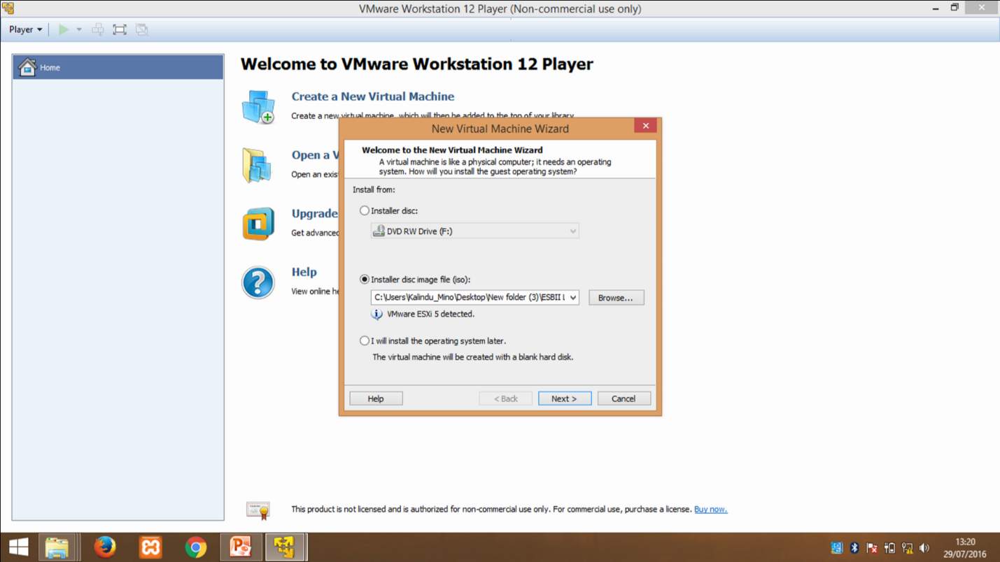 VMware Workstation 12 Player (Non-commercial use only)
Player
Home
Welcome to VMware Workstation 12 Player
Create a New Virtual Machine
Create a new virtual machine, which will then be added to the top of your library.
Open a V
Open an exis
Upgrade
Get advanced
Help
View online he
New Virtual Machine Wizard
Welcome to the New Virtual Machine Wizard
A virtual machine is like a physical computer; it needs an operating
system. How will you install the guest operating system?
Install from:
Installer disc:
DVD RW Drive (F:)
Installer disc image file (iso):
C:\Users\Kalindu_Mino\Desktop\New folder (3)\ESBII
Browse...
VMware ESXi 5 detected.
I will install the operating system later.
The virtual machine will be created with a blank hard disk.
Help
< Back
Next >
Cancel
This product is not licensed and is authorized for non-commercial use only. For commercial use, purchase a license. Buy now.
13:20
29/07/2016